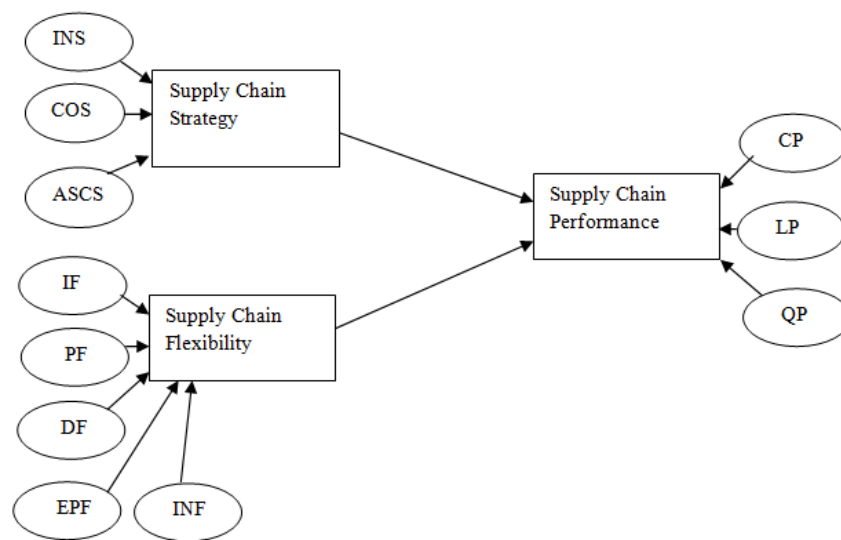 INS
COS
ASCS
Supply Chain
Strategy
IF
PF
DF
EPF
INF
Supply Chain
Flexibility
Supply Chain
Performance
CP
LP
QP